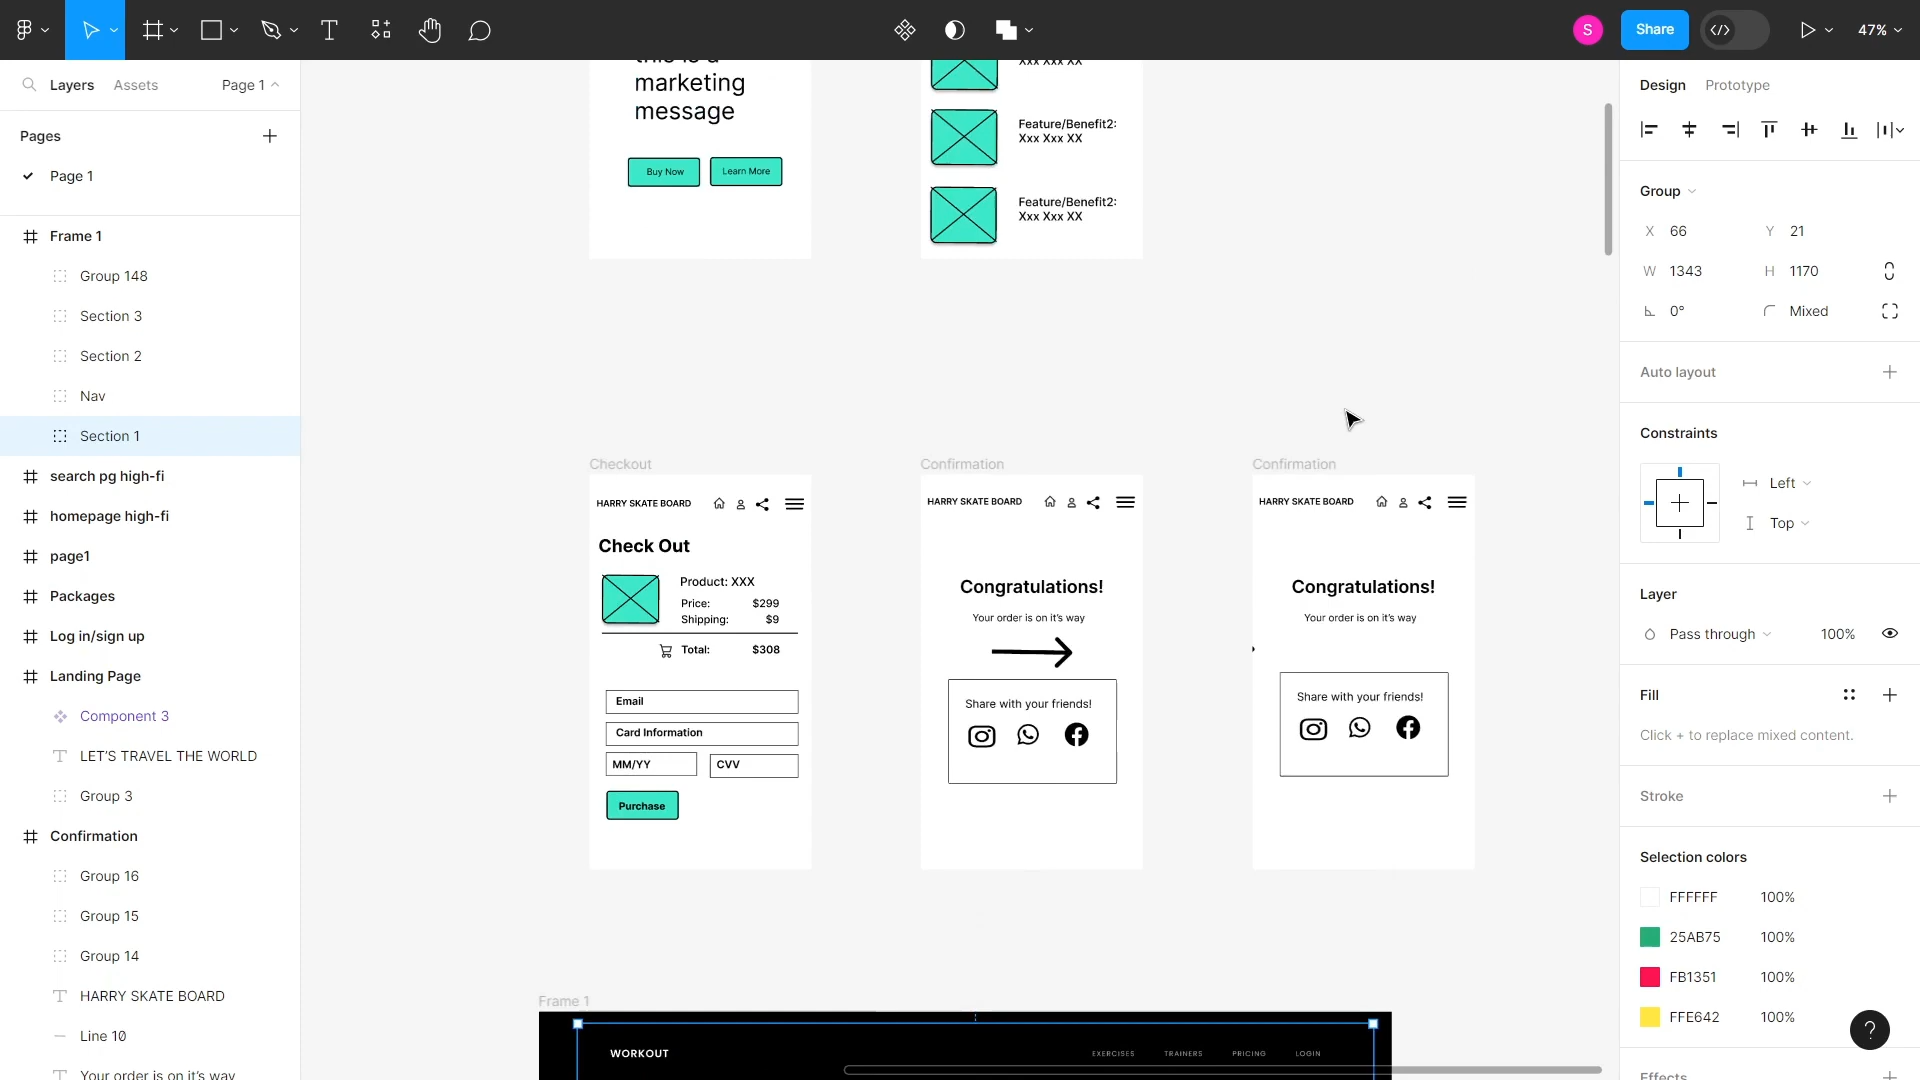 S
Share
47%
Layers
Assets
Page 1
Pages
Page 1
Frame 1
Group 148
Section 3
Section 2
Nav
Section 1
search pg high-fi
homepage high-fi
page1
Packages
Log in/sign up
Landing Page
Component 3
LET'S TRAVEL THE WORLD
Group 3
Confirmation
Group 16
Group 15
Group 14
HARRY SKATE BOARD
Line 10
Your order is on it's way
this is a
marketing
message
Buy Now
Learn More
Xxx Xxx XX
Feature/Benefit2:
Xxx Xxx XX
Feature/Benefit2:
Xxx Xxx XX
Checkout
HARRY SKATE BOARD
Check Out
Product: XXX
Price: $299
Shipping: $9
Total: $308
Email
Card Information
MM/YY
CVV
Purchase
Confirmation
HARRY SKATE BOARD
Congratulations!
Your order is on it's way
Share with your friends!
Confirmation
HARRY SKATE BOARD
Congratulations!
Your order is on it's way
Share with your friends!
Frame 1
WORKOUT
EXERCISES
TRAINERS
PRICING
LOGIN
Design
Prototype
Group
X 66
Y 21
W 1343
H 1170
0°
Mixed
Auto layout
Constraints
Left
Top
Layer
Pass through
100%
Fill
Click + to replace mixed content.
Stroke
Selection colors
FFFFFF 100%
25AB75 100%
FB1351 100%
FFE642 100%
?
Effects